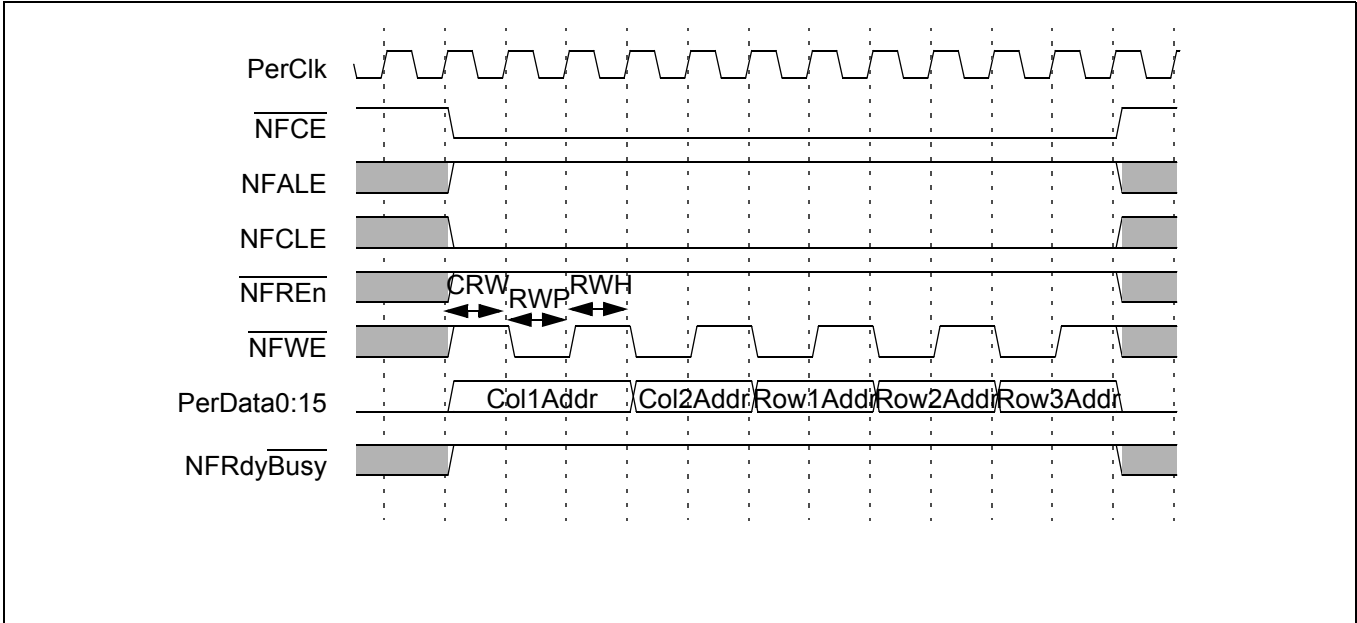 PerClk
NFCE
NFALE
NFCLE
NFREn
CRW RWP RWH
NFWE
PerData0:15 Col1Addr Col2Addr Row1Addr Row2Addr Row3Addr
NFRdyBusy